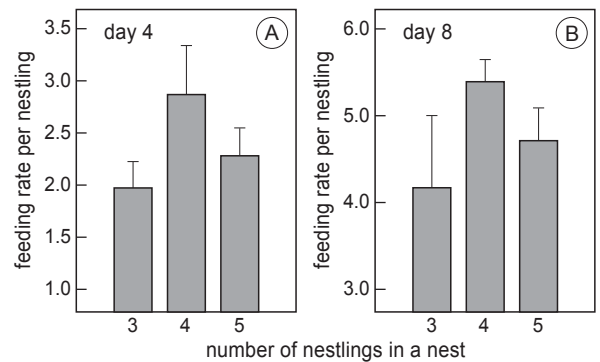 day 4
A
feeding rate per nestling
3.5
3.0
2.5
2.0
1.5
1.0
3 4 5
day 8
B
feeding rate per nestling
6.0
5.0
4.0
3.0
3 4 5
number of nestlings in a nest